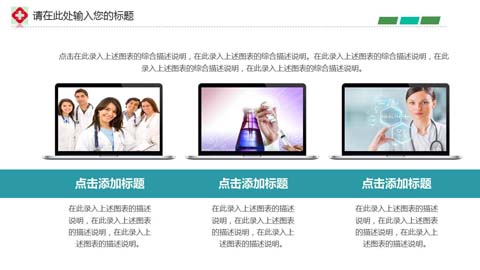 请在此处输入您的标题
点击在此录入上述图表的综合描述说明，在此录入上述图表的综合描述说明。在此录入上述图表的综合描述说明，在此
录入上述图表的综合描述说明，在此录入上述图表的综合描述说明。
点击添加标题
点击添加标题
点击添加标题
在此录入上述图表的描述
说明，在此录入上述图表
的描述说明，在此录入上
述图表的描述说明。
在此录入上述图表的描述
说明，在此录入上述图表
的描述说明，在此录入上
述图表的描述说明。
在此录入上述图表的描述
说明，在此录入上述图表
的描述说明，在此录入上
述图表的描述说明。